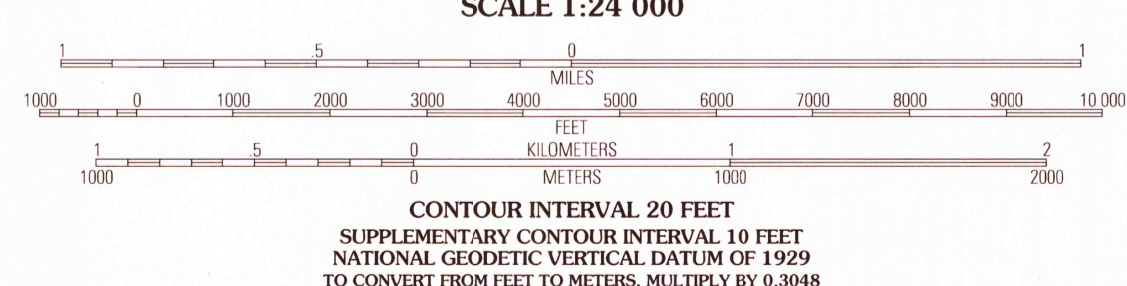 SCALE 1:24 000
1 .5 0 1
MILES
1000 0 1000 2000 3000 4000 5000 6000 7000 8000 9000 10 000
FEET
1 .5 0 KILOMETERS 1 2
1000 0 METERS 1000 2000
CONTOUR INTERVAL 20 FEET
SUPPLEMENTARY CONTOUR INTERVAL 10 FEET
NATIONAL GEODETIC VERTICAL DATUM OF 1929
TO CONVERT FROM FEET TO METERS, MULTIPLY BY 0.3048